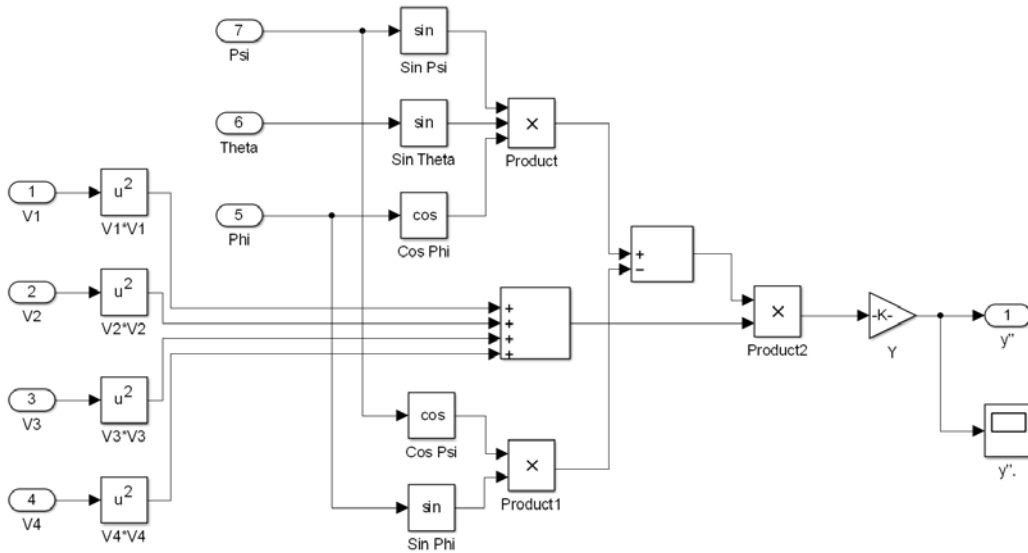 7
Psi
sin
Sin Psi
6
Theta
sin
Sin Theta
×
Product
1
V1
u²
V1*V1
5
Phi
cos
Cos Phi
+
−
2
V2
u²
V2*V2
+
+
+
+
×
Product2
-K-
Y
1
y"
3
V3
u²
V3*V3
cos
Cos Psi
×
Product1
y".
4
V4
u²
V4*V4
sin
Sin Phi